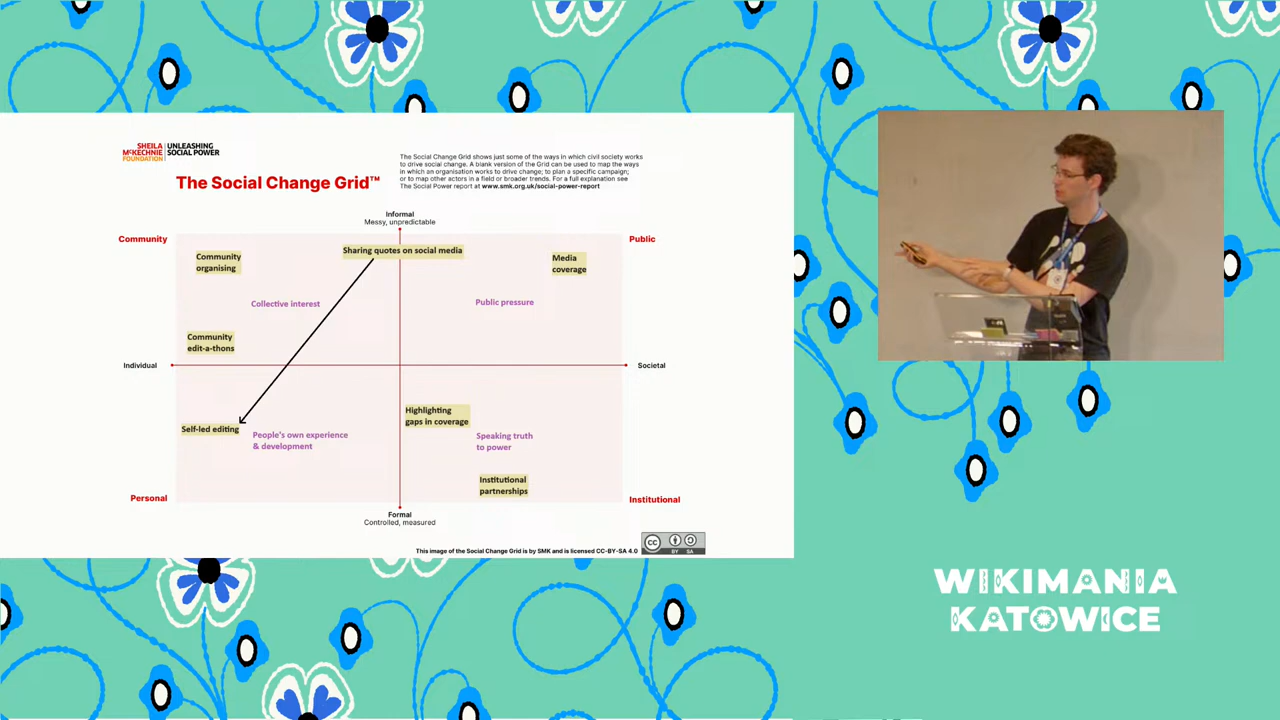 SHEILA
McKECHNIE
FOUNDATION
UNLEASHING
SOCIAL POWER
The Social Change Grid™
The Social Change Grid shows just some of the ways in which civil society works
to drive social change. A blank version of the Grid can be used to map the ways
in which an organisation works to drive change; to plan a specific campaign;
or to map other actors in a field or broader trends. For a full explanation see
The Social Power report at www.smk.org.uk/social-power-report
Informal
Messy, unpredictable
Community
Public
Sharing quotes on social media
Community
organising
Media
coverage
Collective interest
Public pressure
Community
edit-a-thons
Individual
Societal
Highlighting
gaps in coverage
Self-led editing
People's own experience
& development
Speaking truth
to power
Institutional
partnerships
Personal
Institutional
Formal
Controlled, measured
This image of the Social Change Grid is by SMK and is licensed CC-BY-SA 4.0
CC
BY SA
WIKIMANIA
KATOWICE